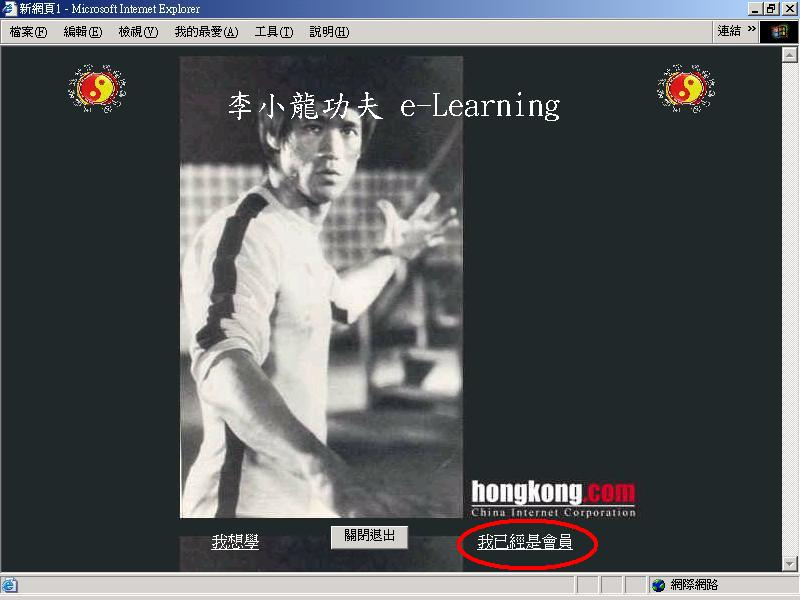 新網頁1 - Microsoft Internet Explorer
檔案(F) 編輯(E) 檢視(V) 我的最愛(A) 工具(T) 說明(H) 連結 »
李小龍功夫 e-Learning
hongkong.com
China Internet Corporation
我想學 關閉退出 我已經是會員
網際網路